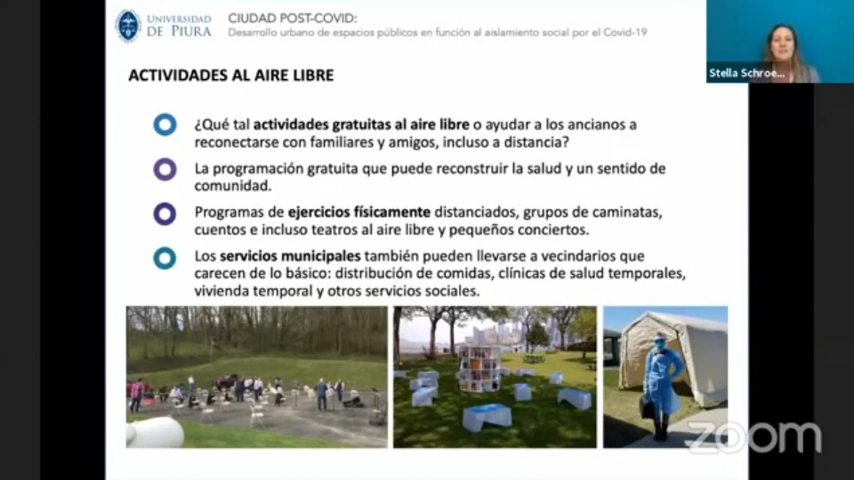 UNIVERSIDAD
DE PIURA
CIUDAD POST-COVID:
Desarrollo urbano de espacios públicos en función al aislamiento social por el Covid-19
Stella Schroe...
ACTIVIDADES AL AIRE LIBRE
¿Qué tal actividades gratuitas al aire libre o ayudar a los ancianos a
reconectarse con familiares y amigos, incluso a distancia?
La programación gratuita que puede reconstruir la salud y un sentido de
comunidad.
Programas de ejercicios físicamente distanciados, grupos de caminatas,
cuentos e incluso teatros al aire libre y pequeños conciertos.
Los servicios municipales también pueden llevarse a vecindarios que
carecen de lo básico: distribución de comidas, clínicas de salud temporales,
vivienda temporal y otros servicios sociales.
zoom